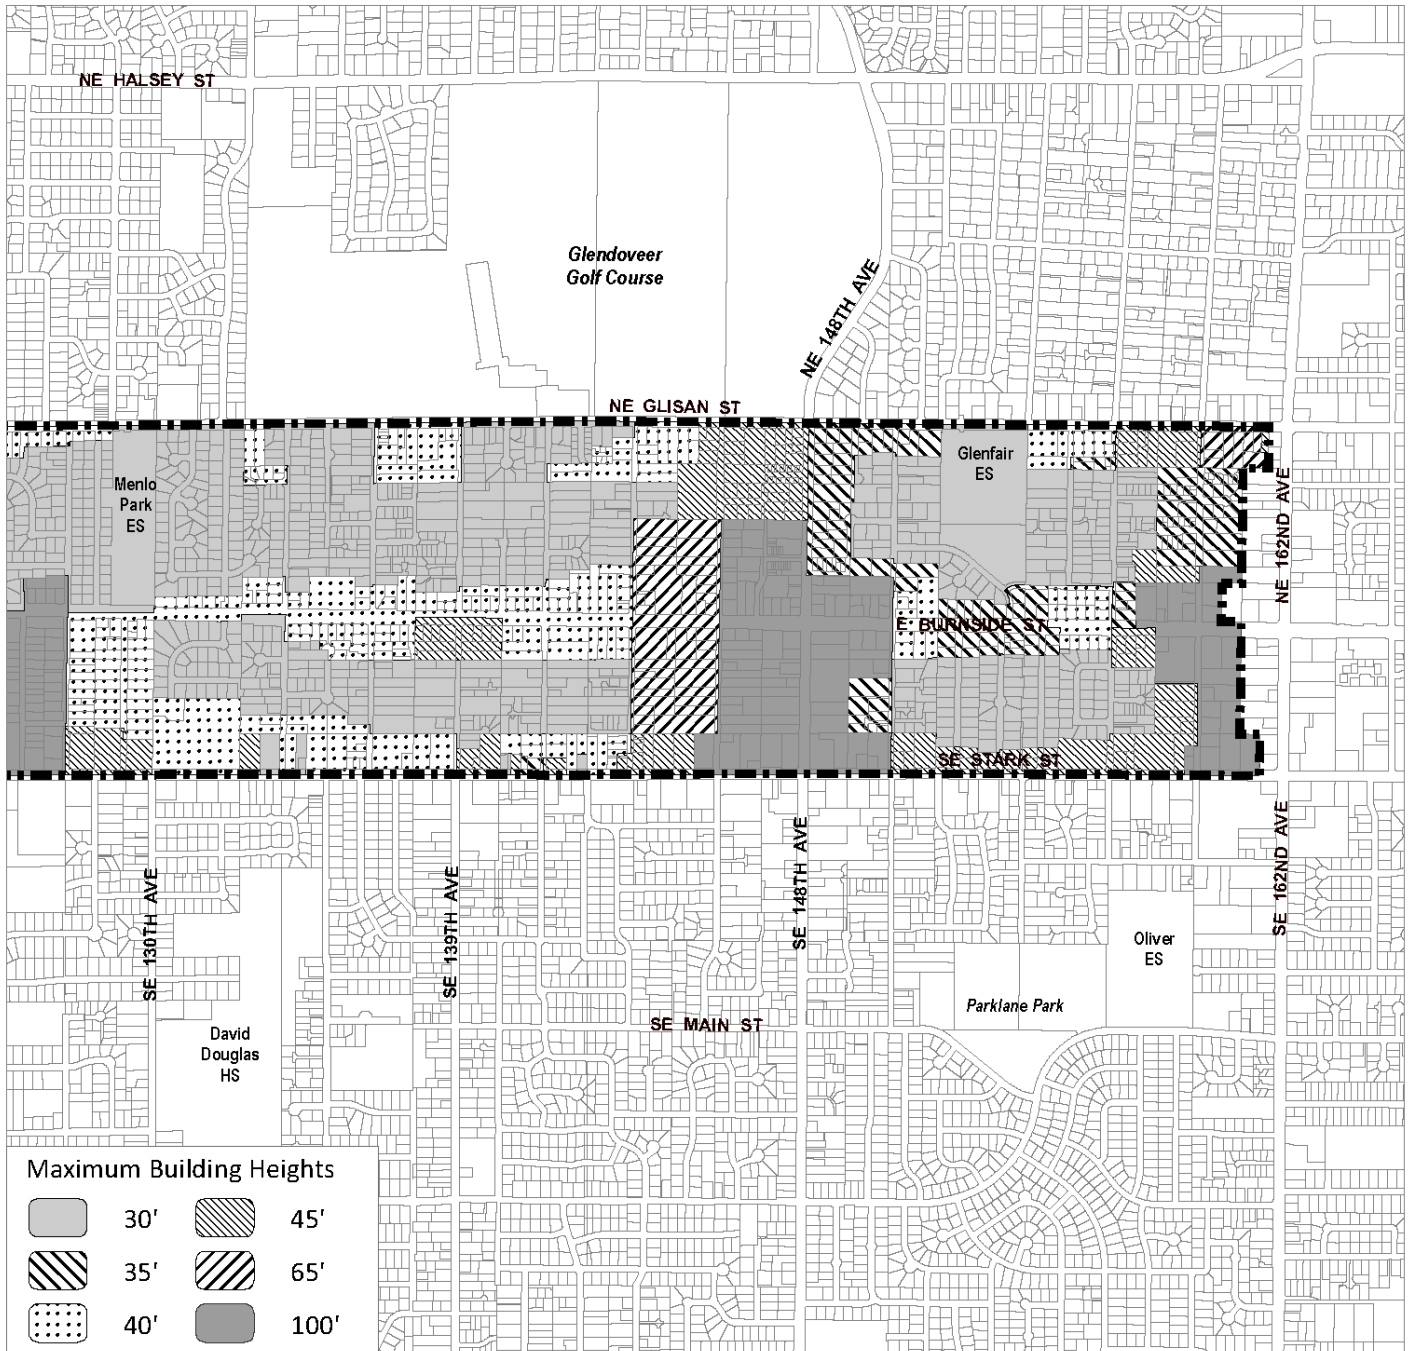 NE HALSEY ST
Glendoveer
Golf Course
NE 148TH AVE
NE GLISAN ST
Glenfair
ES
Menlo
Park
ES
NE 162ND AVE
E BURNSIDE ST
SE STARK ST
SE 130TH AVE
SE 139TH AVE
SE 148TH AVE
SE 162ND AVE
Oliver
ES
Parklane Park
SE MAIN ST
David
Douglas
HS
Maximum Building Heights
30' 45'
35' 65'
40' 100'